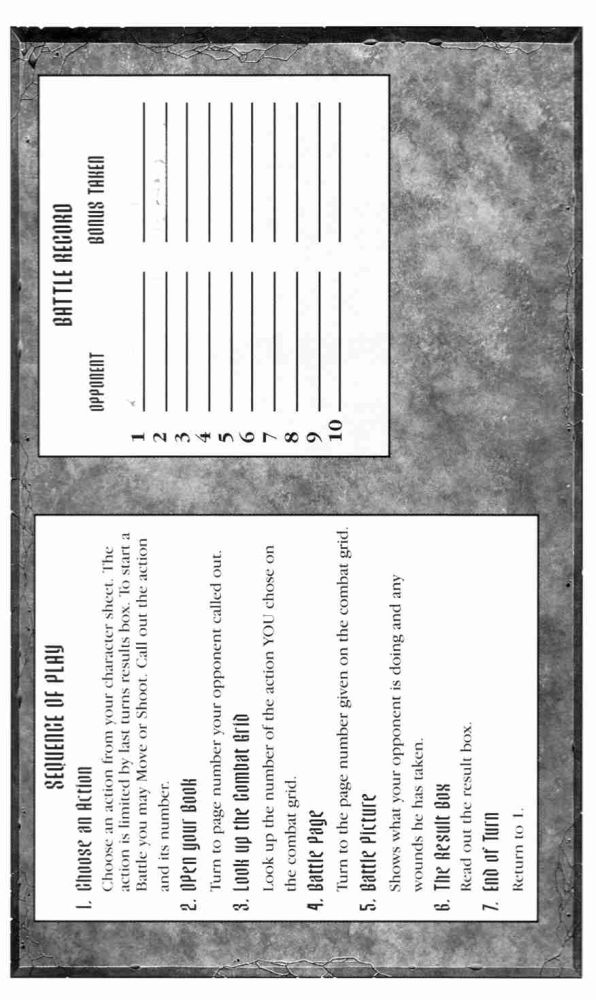 SEQUENCE OF PLAY
1. Choose an Action
Choose an action from your character sheet. The
action is limited by last turns results box. To start a
Battle you may Move or Shoot. Call out the action
and its number.
2. Open your Book
Turn to page number your opponent called out.
3. Look up the Combat Grid
Look up the number of the action YOU chose on
the combat grid.
4. Battle Page
Turn to the page number given on the combat grid.
5. Battle Picture
Shows what your opponent is doing and any
wounds he has taken.
6. The Result Box
Read out the result box.
7. End of Turn
Return to 1.
BATTLE RECORD
OPPONENT BONUS TAKEN
1
2
3
4
5
6
7
8
9
10